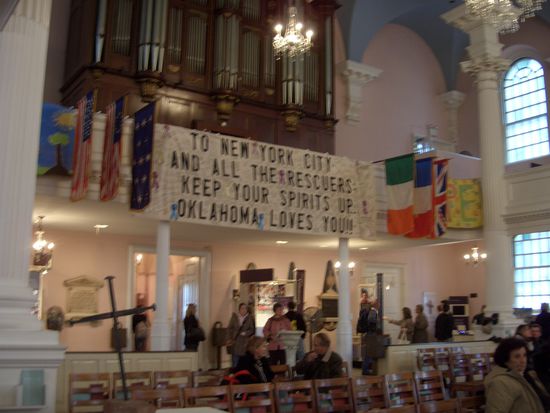 TO NEW YORK CITY
AND ALL THE RESCUERS:
KEEP YOUR SPIRITS UP.
OKLAHOMA LOVES YOU!!